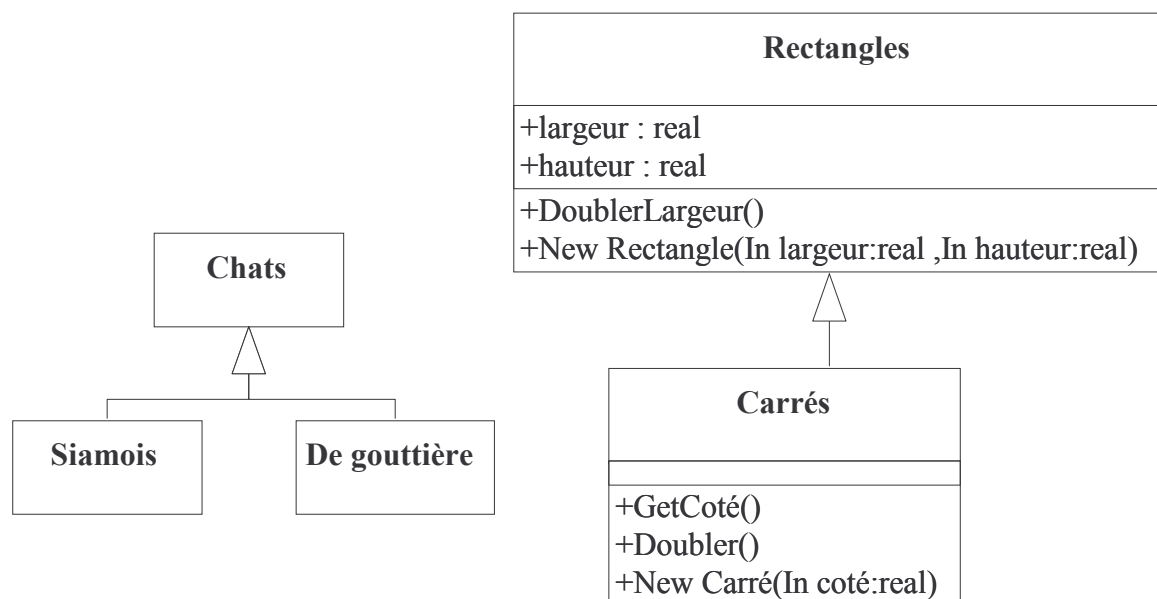 Rectangles
+largeur : real
+hauteur : real
+DoublerLargeur()
+New Rectangle(In largeur:real ,In hauteur:real)
Chats
Siamois
De gouttière
Carrés
+GetCoté()
+Doubler()
+New Carré(In coté:real)